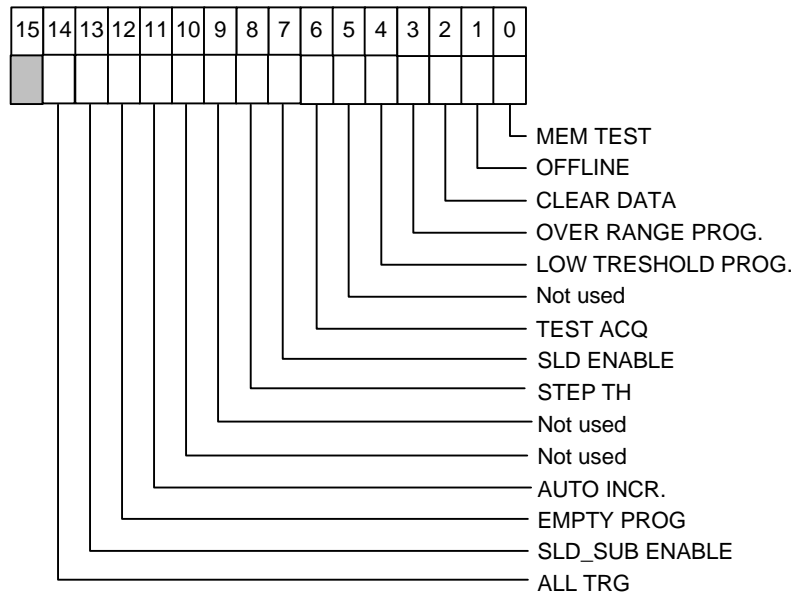 15 14 13 12 11 10 9 8 7 6 5 4 3 2 1 0
MEM TEST
OFFLINE
CLEAR DATA
OVER RANGE PROG.
LOW TRESHOLD PROG.
Not used
TEST ACQ
SLD ENABLE
STEP TH
Not used
Not used
AUTO INCR.
EMPTY PROG
SLD_SUB ENABLE
ALL TRG